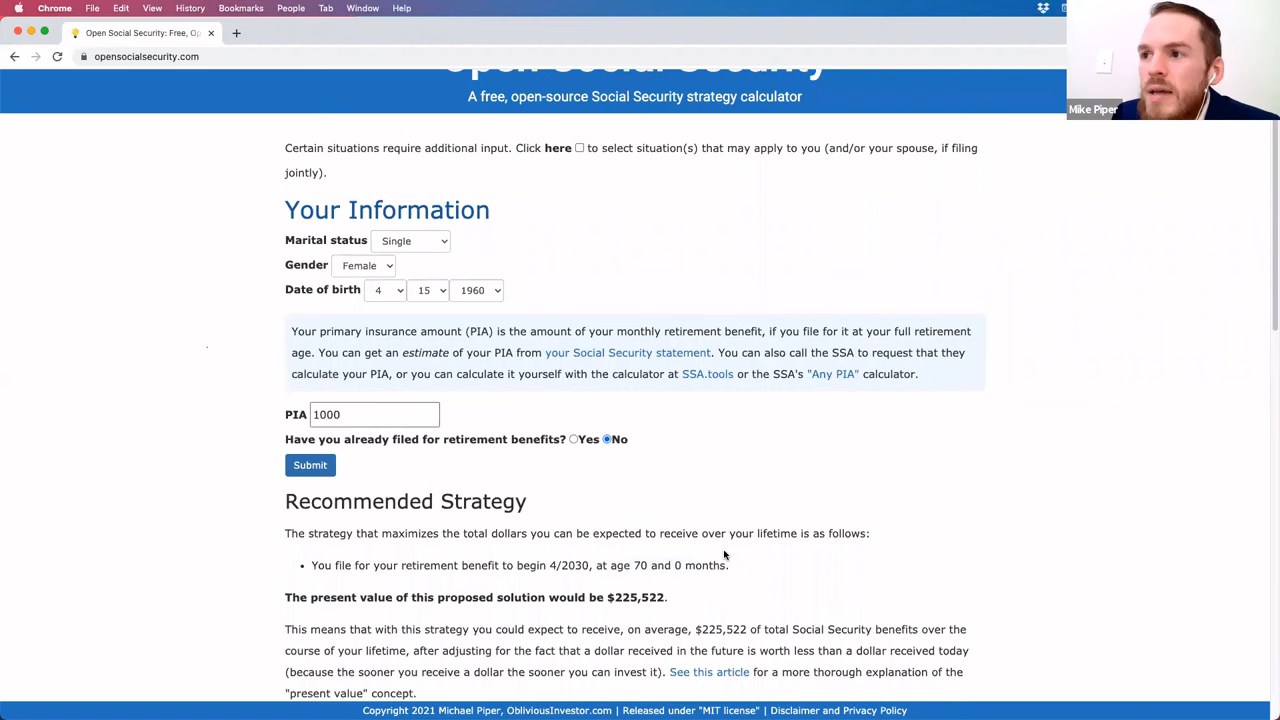 Chrome File Edit View History Bookmarks People Tab Window Help
Open Social Security: Free, Op
opensocialsecurity.com
Open Social Security
A free, open-source Social Security strategy calculator
Mike Piper
Certain situations require additional input. Click here to select situation(s) that may apply to you (and/or your spouse, if filing
jointly).
Your Information
Marital status Single
Gender Female
Date of birth 4 15 1960
Your primary insurance amount (PIA) is the amount of your monthly retirement benefit, if you file for it at your full retirement
age. You can get an estimate of your PIA from your Social Security statement. You can also call the SSA to request that they
calculate your PIA, or you can calculate it yourself with the calculator at SSA.tools or the SSA's "Any PIA" calculator.
PIA 1000
Have you already filed for retirement benefits? Yes No
Submit
Recommended Strategy
The strategy that maximizes the total dollars you can be expected to receive over your lifetime is as follows:
• You file for your retirement benefit to begin 4/2030, at age 70 and 0 months.
The present value of this proposed solution would be $225,522.
This means that with this strategy you could expect to receive, on average, $225,522 of total Social Security benefits over the
course of your lifetime, after adjusting for the fact that a dollar received in the future is worth less than a dollar received today
(because the sooner you receive a dollar the sooner you can invest it). See this article for a more thorough explanation of the
"present value" concept.
Copyright 2021 Michael Piper, ObliviousInvestor.com | Released under "MIT license" | Disclaimer and Privacy Policy